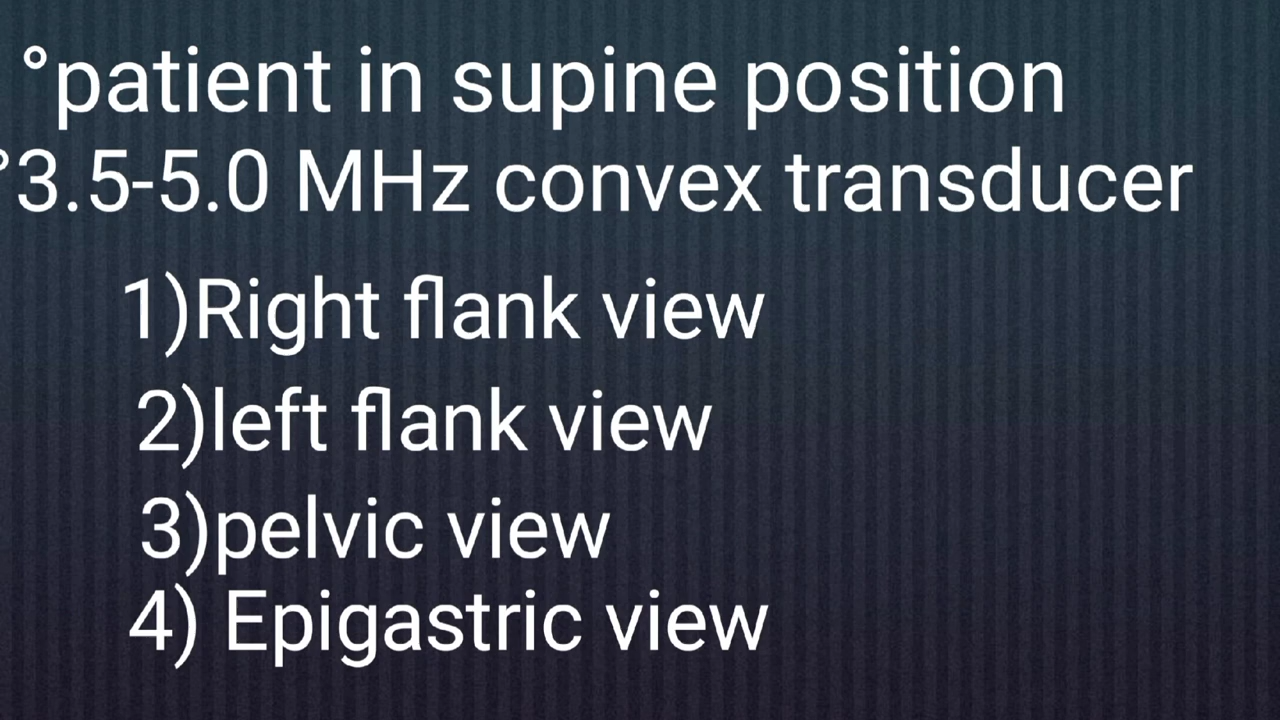 °patient in supine position
°3.5-5.0 MHz convex transducer
1)Right flank view
2)left flank view
3)pelvic view
4) Epigastric view